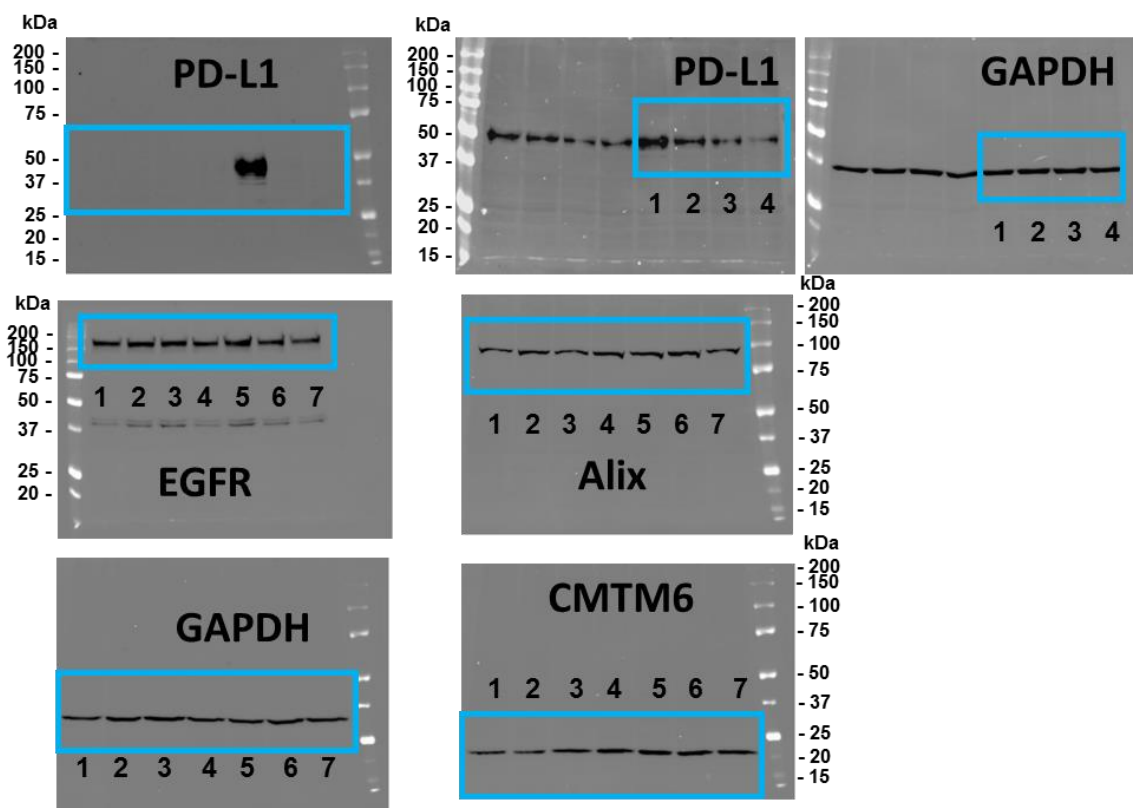 kDa
200 -
150 -
100 -
75 -
50 -
37 -
25 -
20 -
15 -
PD-L1
kDa
200 -
150 -
100 -
75 -
50 -
37 -
25 -
20 -
15 -
PD-L1
1 2 3 4
GAPDH
1 2 3 4
kDa
200 -
150 -
100 -
75 -
50 -
37 -
25 -
20 -
1 2 3 4 5 6 7
EGFR
kDa
- 200
- 150
- 100
- 75
- 50
- 37
- 25
- 20
- 15
1 2 3 4 5 6 7
Alix
GAPDH
1 2 3 4 5 6 7
kDa
- 200
- 150
- 100
- 75
- 50
- 37
- 25
- 20
- 15
CMTM6
1 2 3 4 5 6 7